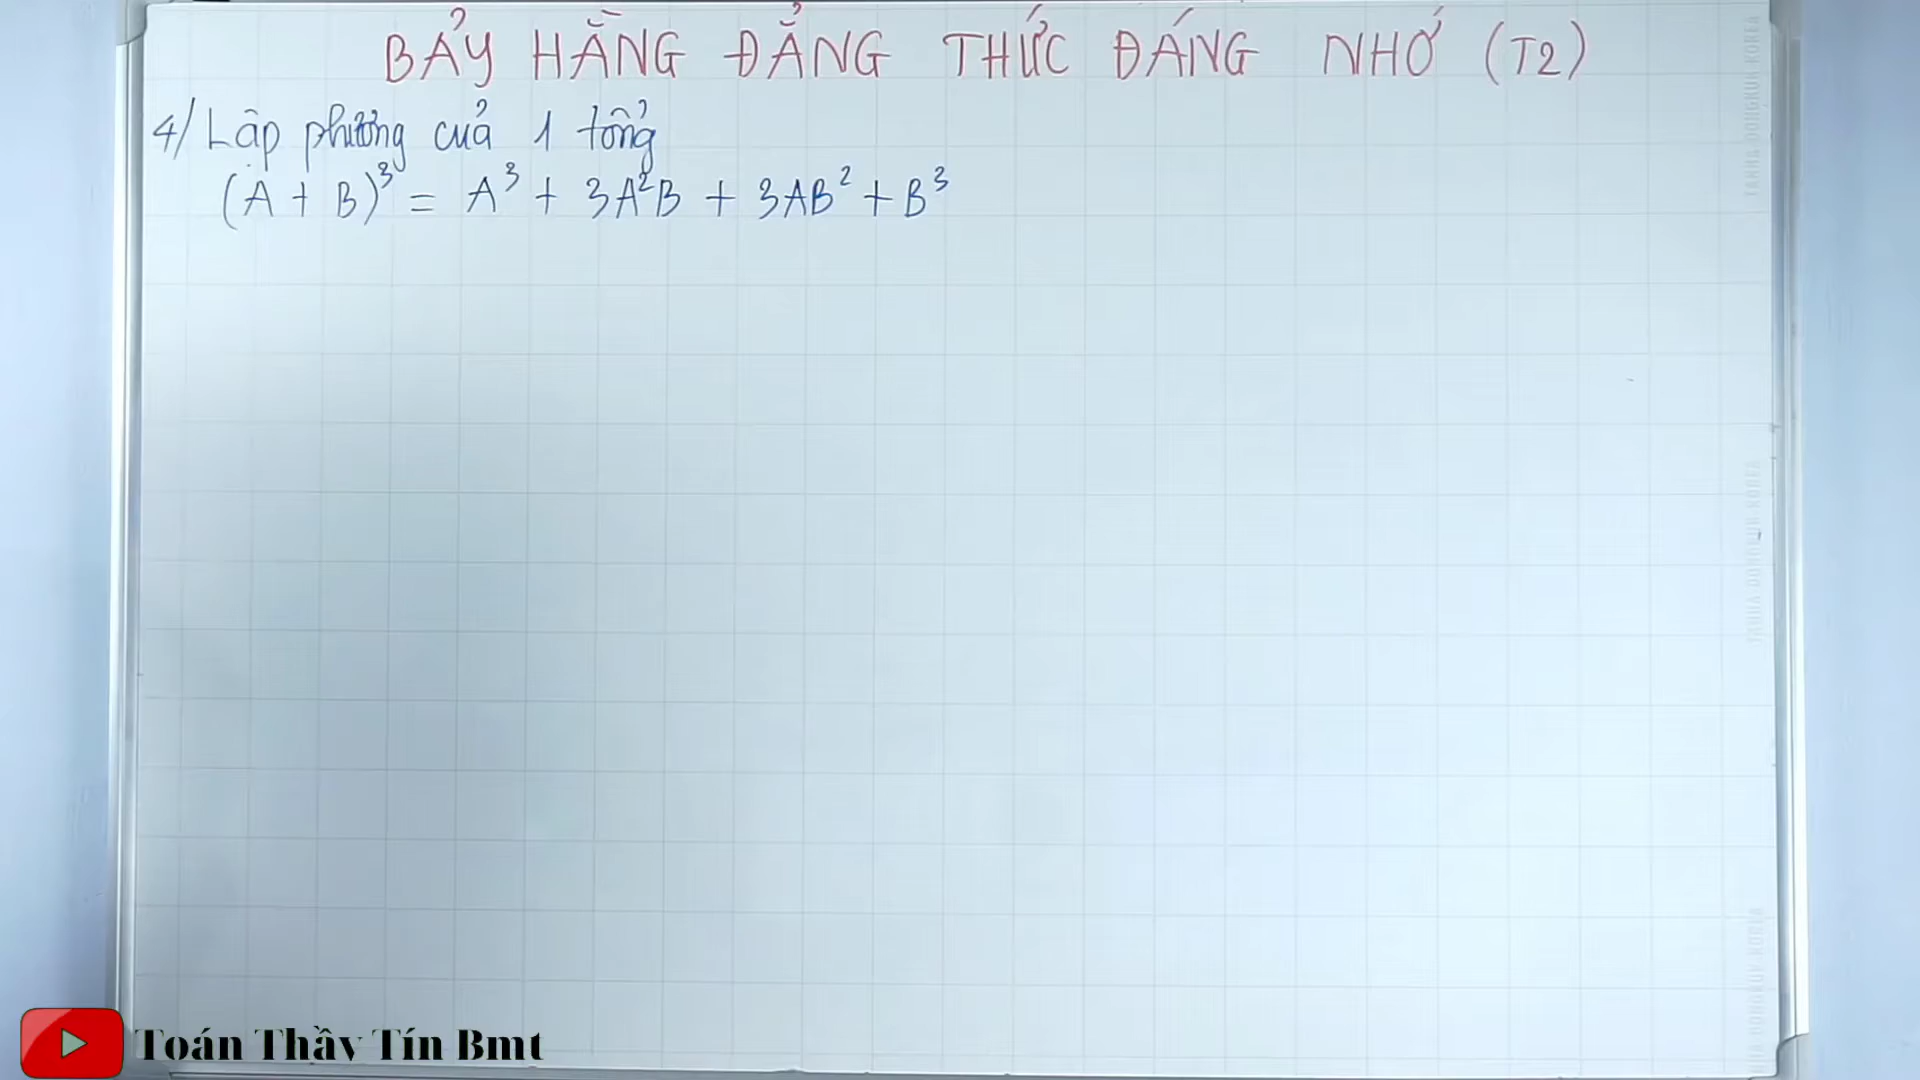 BẢY HẰNG ĐẲNG THỨC ĐÁNG NHỚ (T2)
4/ Lập phương của 1 tổng
(A + B)³ = A³ + 3A²B + 3AB² + B³
Toán Thầy Tín Bmt